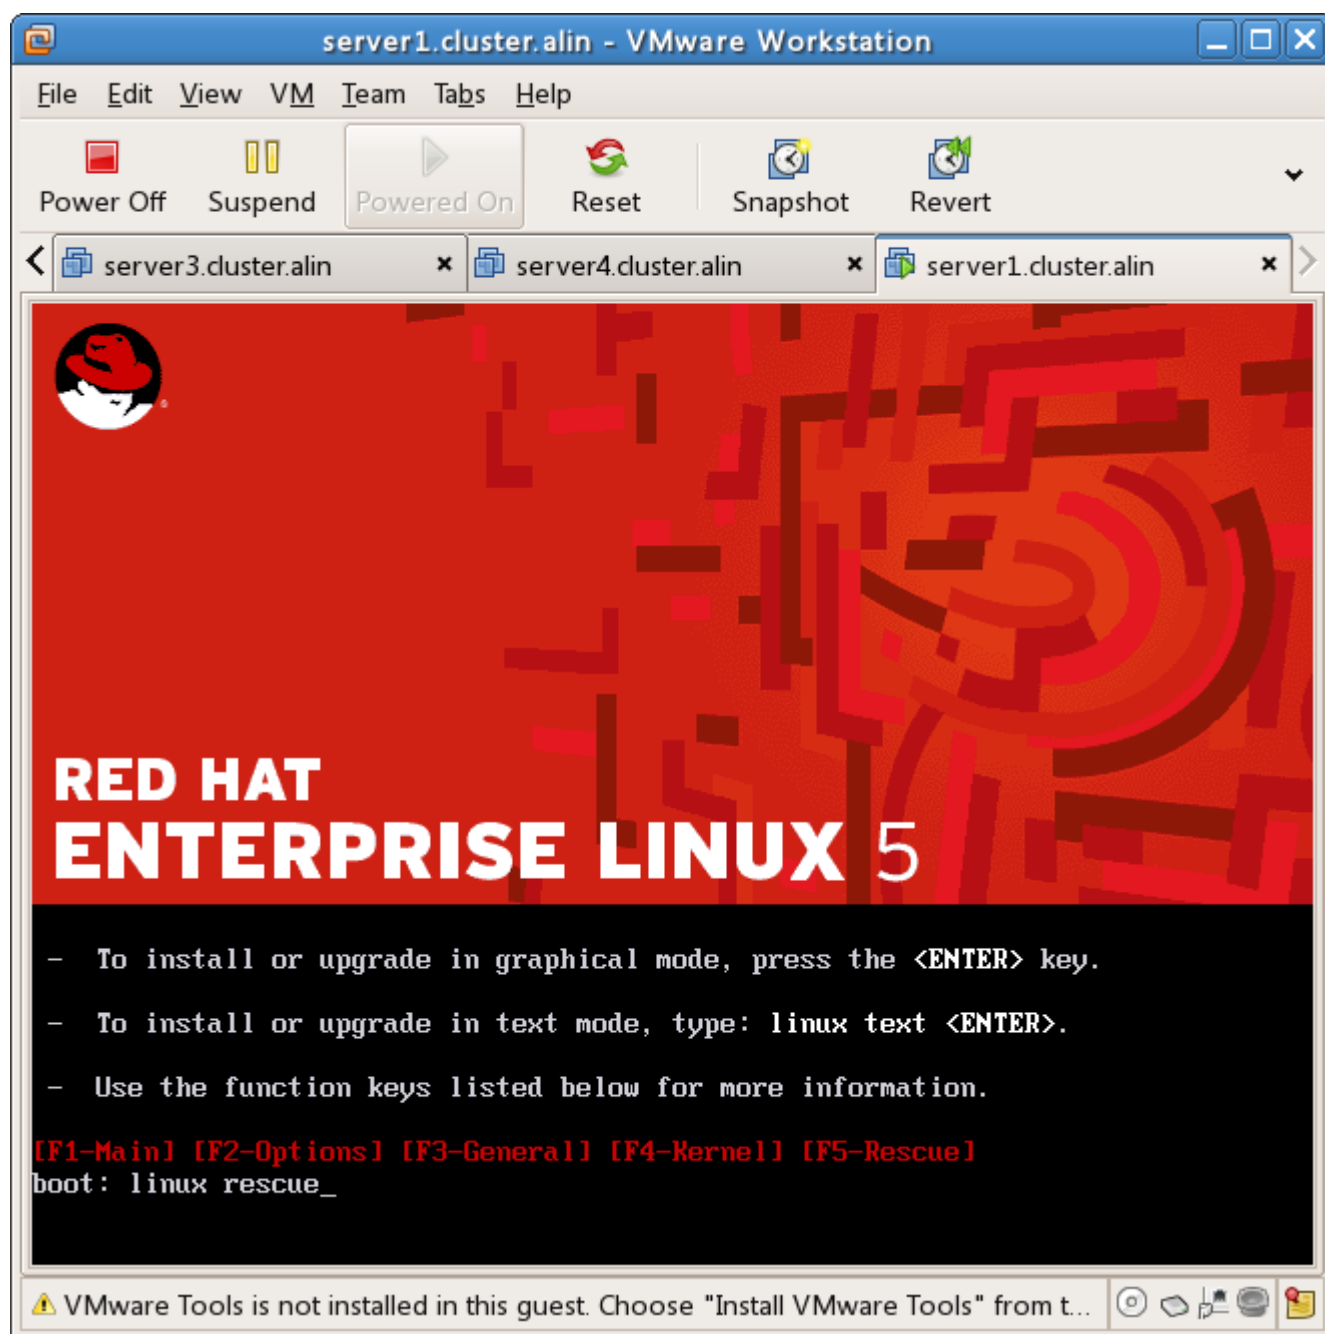 server1.cluster.alin - VMware Workstation
File Edit View VM Team Tabs Help
Power Off Suspend Powered On Reset Snapshot Revert
server3.cluster.alin server4.cluster.alin server1.cluster.alin
RED HAT
ENTERPRISE LINUX 5
- To install or upgrade in graphical mode, press the <ENTER> key.
- To install or upgrade in text mode, type: linux text <ENTER>.
- Use the function keys listed below for more information.
[F1-Main] [F2-Options] [F3-General] [F4-Kernel] [F5-Rescue]
boot: linux rescue_
VMware Tools is not installed in this guest. Choose "Install VMware Tools" from t...